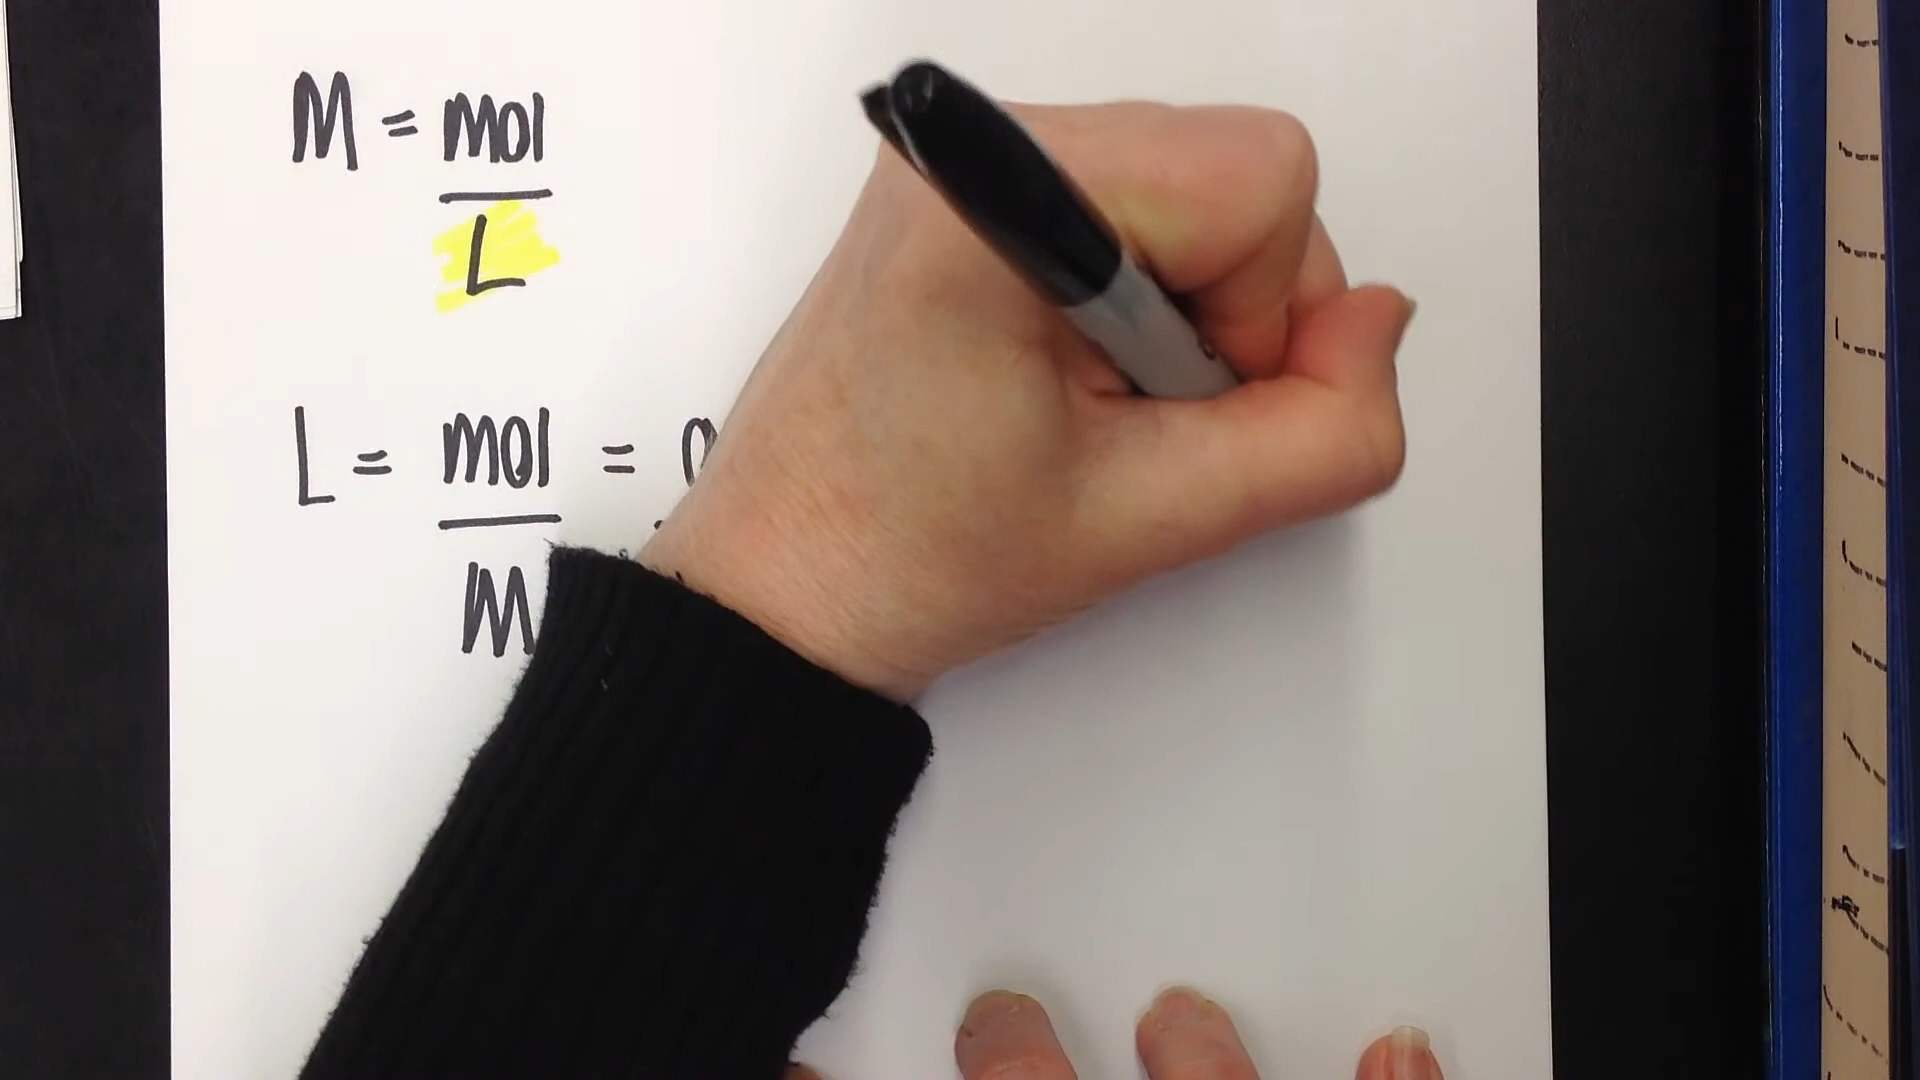 M = mol
L
L = mol =
M